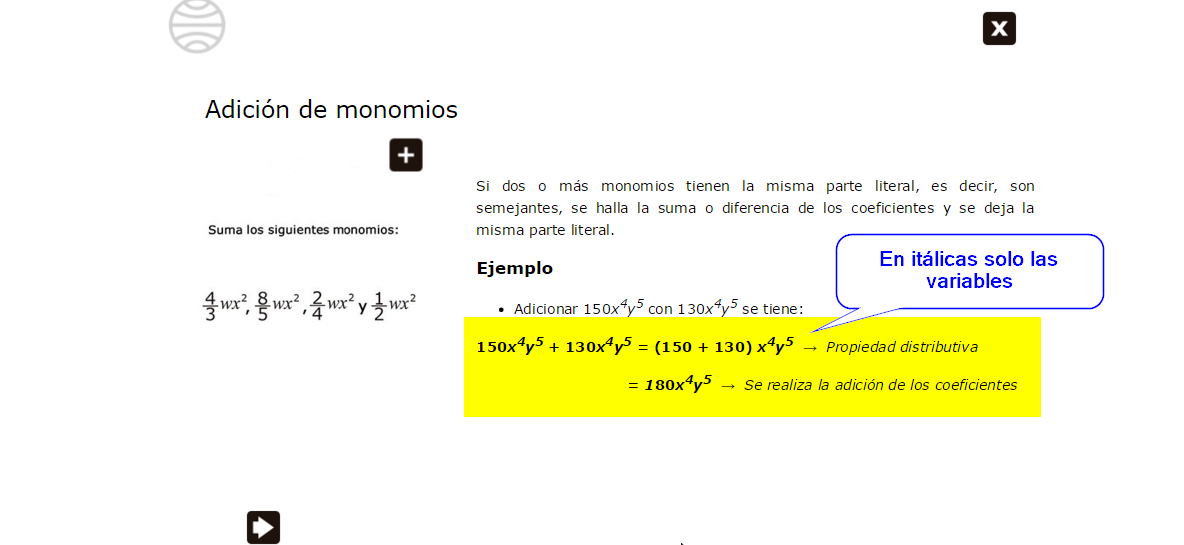 Adición de monomios
Suma los siguientes monomios:
4/3 wx², 8/5 wx², 2/4 wx² y 1/2 wx²
Si dos o más monomios tienen la misma parte literal, es decir, son
semejantes, se halla la suma o diferencia de los coeficientes y se deja la
misma parte literal.
En itálicas solo las
variables
Ejemplo
• Adicionar 150x⁴y⁵ con 130x⁴y⁵ se tiene:
150x⁴y⁵ + 130x⁴y⁵ = (150 + 130) x⁴y⁵ → Propiedad distributiva
= 180x⁴y⁵ → Se realiza la adición de los coeficientes